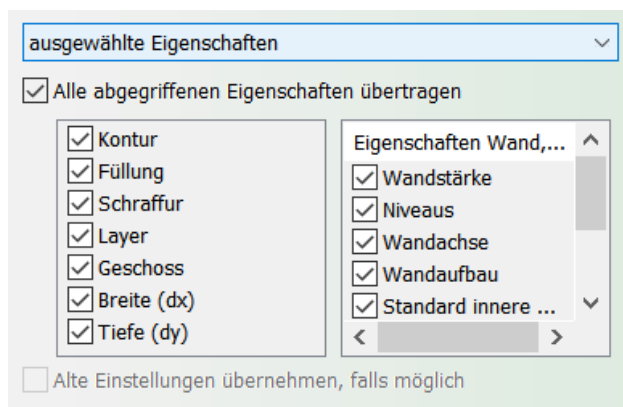 ausgewählte Eigenschaften
Alle abgegriffenen Eigenschaften übertragen
Kontur
Füllung
Schraffur
Layer
Geschoss
Breite (dx)
Tiefe (dy)
Eigenschaften Wand,...
Wandstärke
Niveaus
Wandachse
Wandaufbau
Standard innere ...
Alte Einstellungen übernehmen, falls möglich